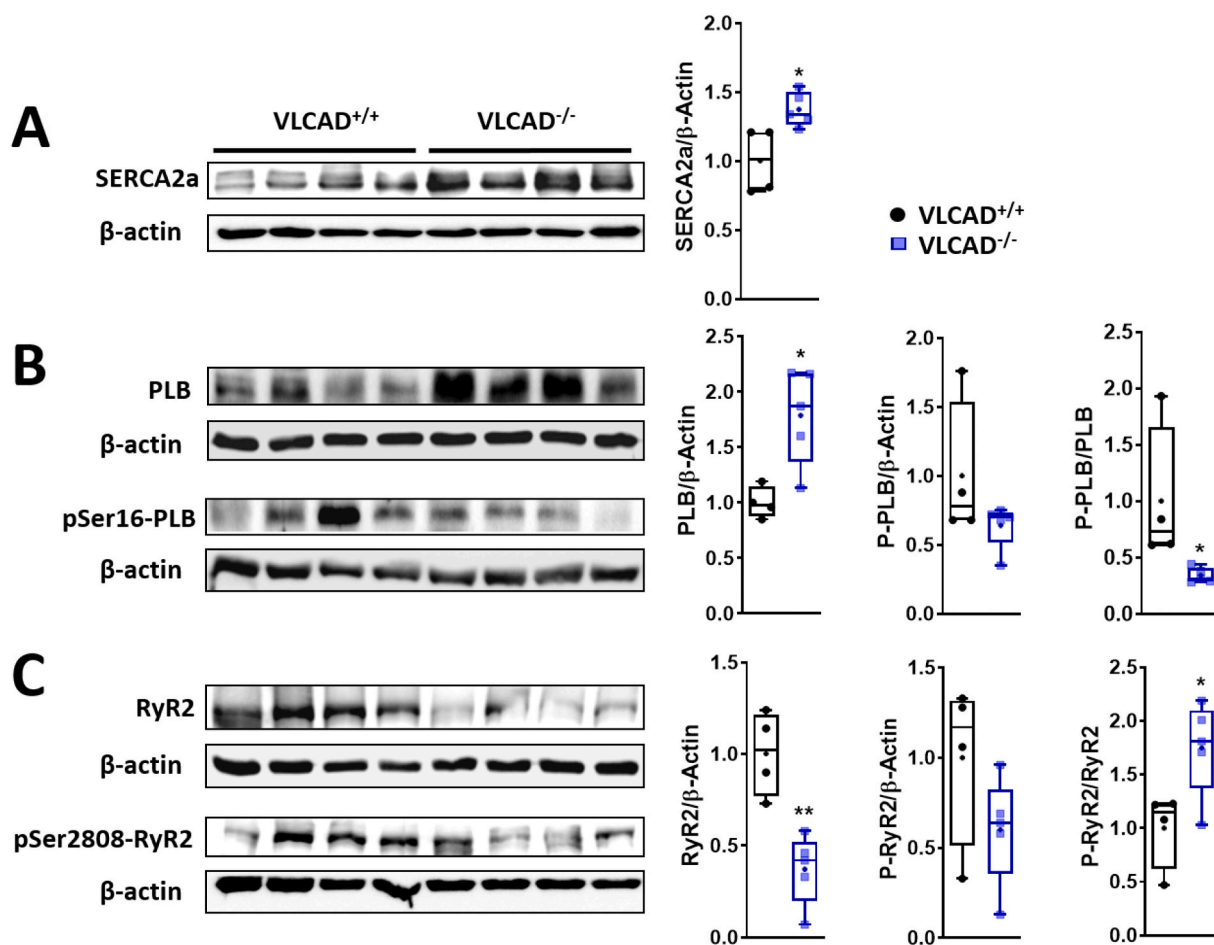 A
VLCAD+/+
VLCAD-/-
SERCA2a
β-actin
SERCA2a/β-Actin
2.0
1.5
1.0
0.5
0.0
*
VLCAD+/+
VLCAD-/-
B
PLB
β-actin
pSer16-PLB
β-actin
PLB/β-Actin
2.5
2.0
1.5
1.0
0.5
0.0
*
P-PLB/β-Actin
2.0
1.5
1.0
0.5
0.0
P-PLB/PLB
2.5
2.0
1.5
1.0
0.5
0.0
*
C
RyR2
β-actin
pSer2808-RyR2
β-actin
RyR2/β-Actin
1.5
1.0
0.5
0.0
**
P-RyR2/β-Actin
1.5
1.0
0.5
0.0
P-RyR2/RyR2
2.5
2.0
1.5
1.0
0.5
0.0
*